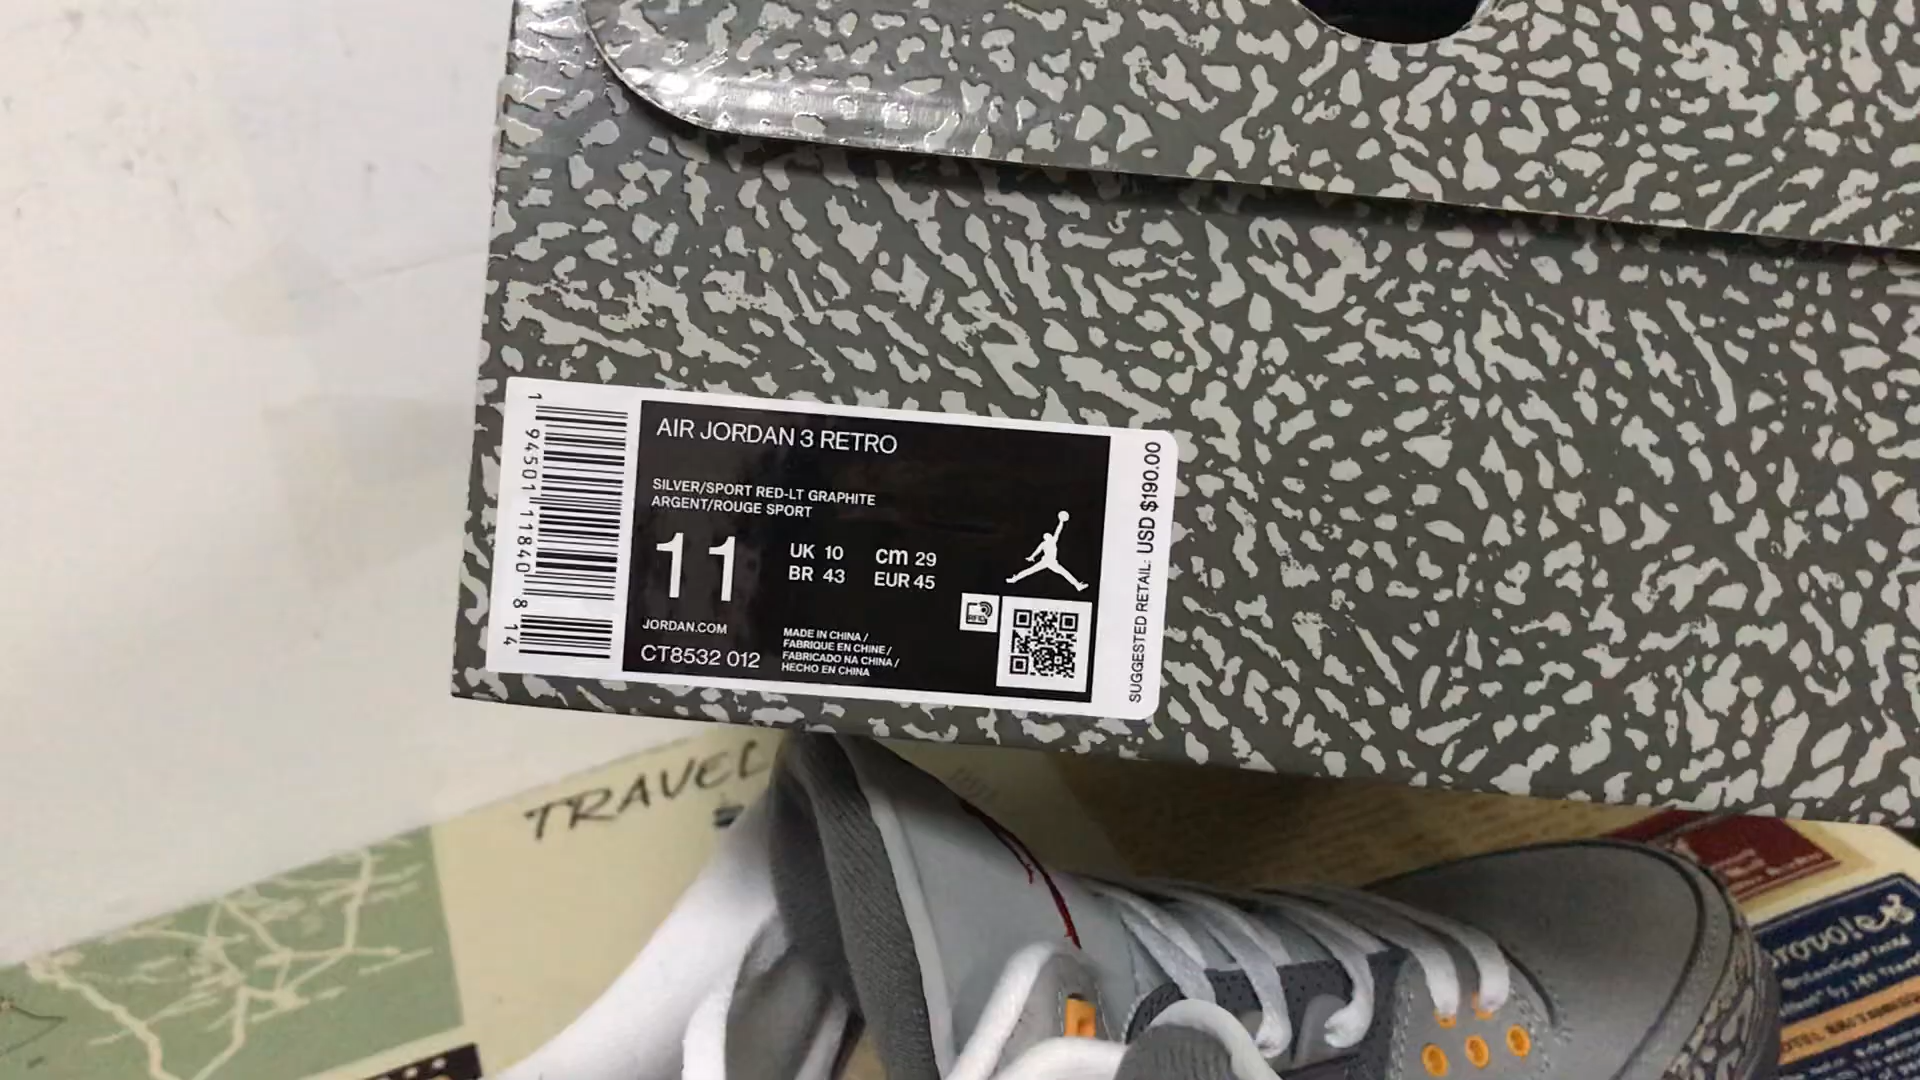 AIR JORDAN 3 RETRO
SILVER/SPORT RED-LT GRAPHITE
ARGENT/ROUGE SPORT
11
UK 10
BR 43
cm 29
EUR 45
JORDAN.COM
CT8532 012
MADE IN CHINA /
FABRIQUE EN CHINE /
FABRICADO NA CHINA /
HECHO EN CHINA
RFID
1 94501 11840 8 14
SUGGESTED RETAIL: USD $190.00
TRAVEL